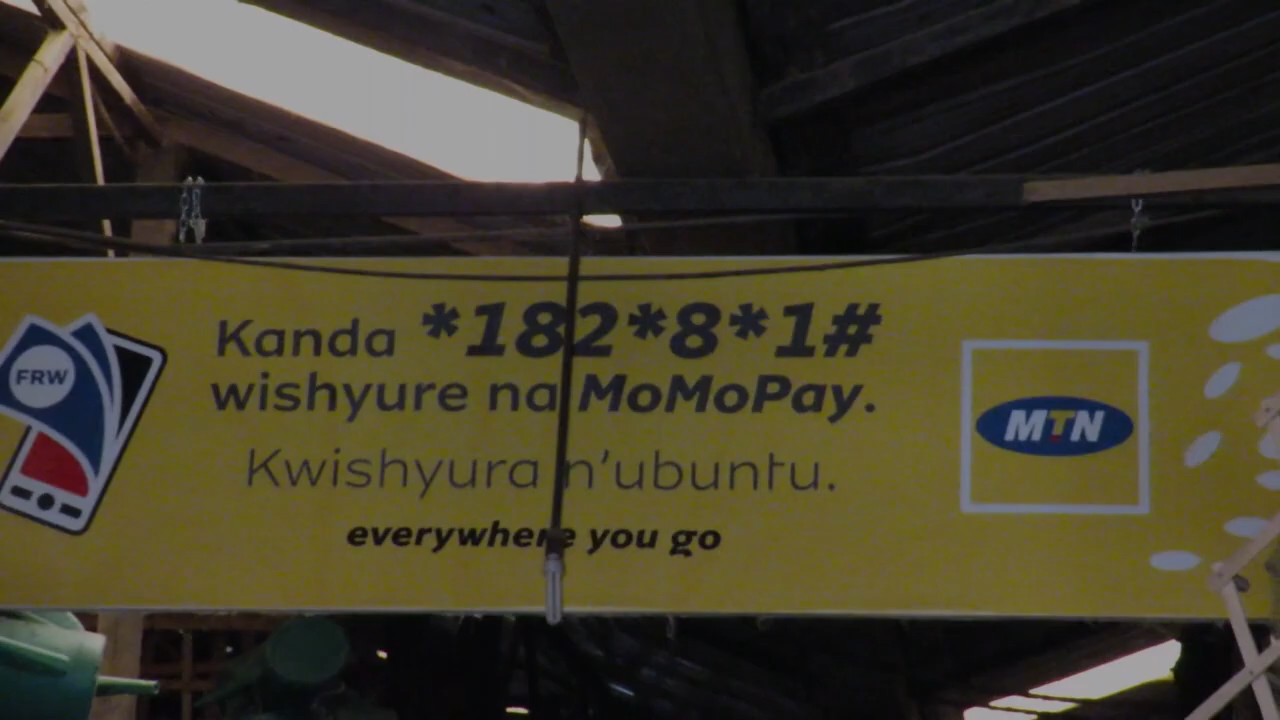 FRW
Kanda *182*8*1#
wishyure na MoMoPay.
Kwishyura n'ubuntu.
everywhere you go
MTN